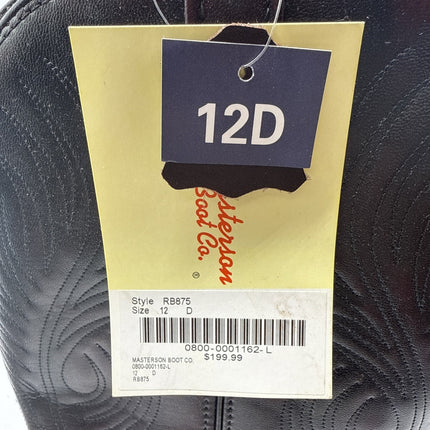 12D
Masterson
Boot Co.
®
Style RB875
Size 12 D
0800-0001162-L
$199.99
MASTERSON BOOT CO.
0800-0001162-L
12 D
RB875